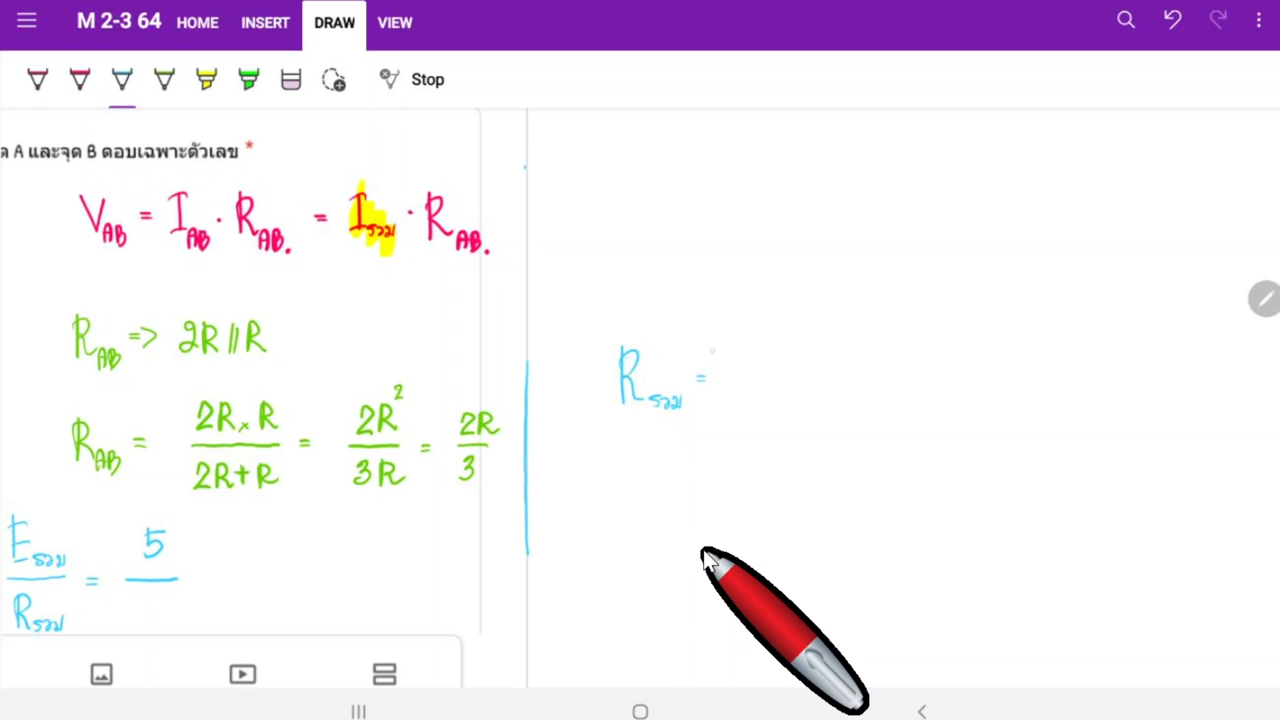 M 2-3 64 HOME INSERT DRAW VIEW
Stop
ด A และจุด B ตอบเฉพาะตัวเลข *
V_AB = I_AB · R_AB. = I_รวม · R_AB.
R_AB => 2R // R
R_AB = 2R × R / 2R + R = 2R² / 3R = 2R / 3
E_รวม / R_รวม = 5
R_รวม =